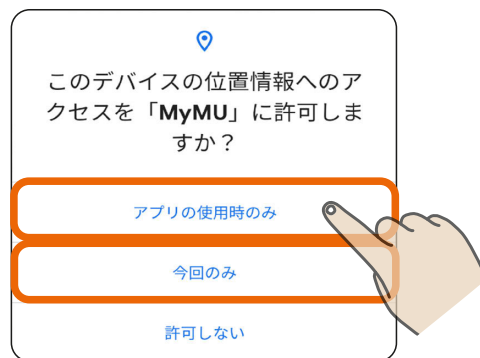 このデバイスの位置情報へのア
クセスを「MyMU」に許可しま
すか？
アプリの使用時のみ
今回のみ
許可しない